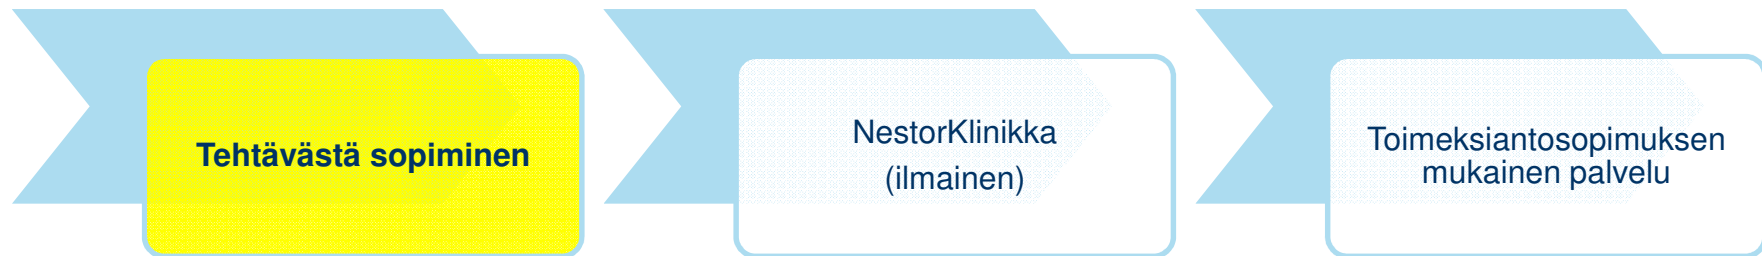 Tehtävästä sopiminen
NestorKlinikka
(ilmainen)
Toimeksiantosopimuksen
mukainen palvelu